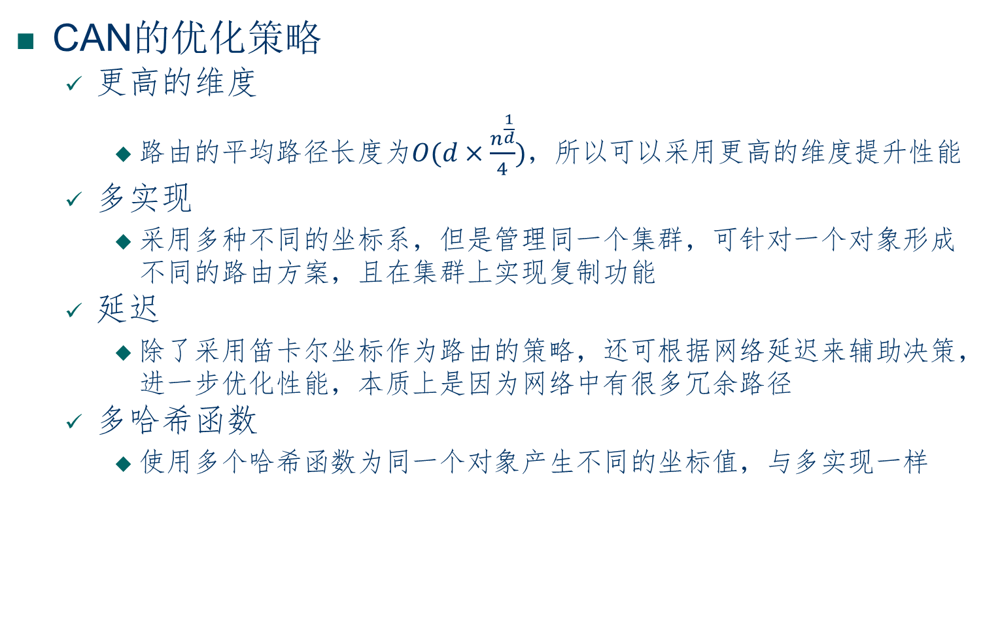 ■ CAN的优化策略
✓ 更高的维度
◆ 路由的平均路径长度为$O(d \times \frac{n^{\frac{1}{d}}}{4})$，所以可以采用更高的维度提升性能
✓ 多实现
◆ 采用多种不同的坐标系，但是管理同一个集群，可针对一个对象形成
不同的路由方案，且在集群上实现复制功能
✓ 延迟
◆ 除了采用笛卡尔坐标作为路由的策略，还可根据网络延迟来辅助决策，
进一步优化性能，本质上是因为网络中有很多冗余路径
✓ 多哈希函数
◆ 使用多个哈希函数为同一个对象产生不同的坐标值，与多实现一样